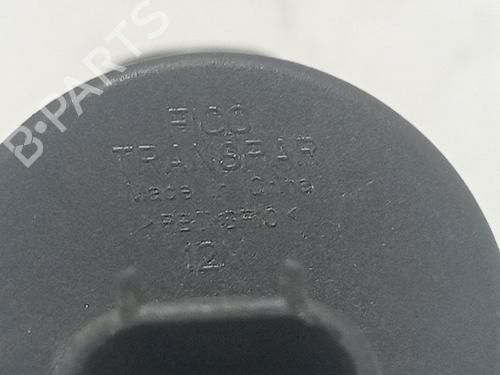 B-PARTS
FICO
TRANSPAR
Made in China
>PBT-GF10<
12V